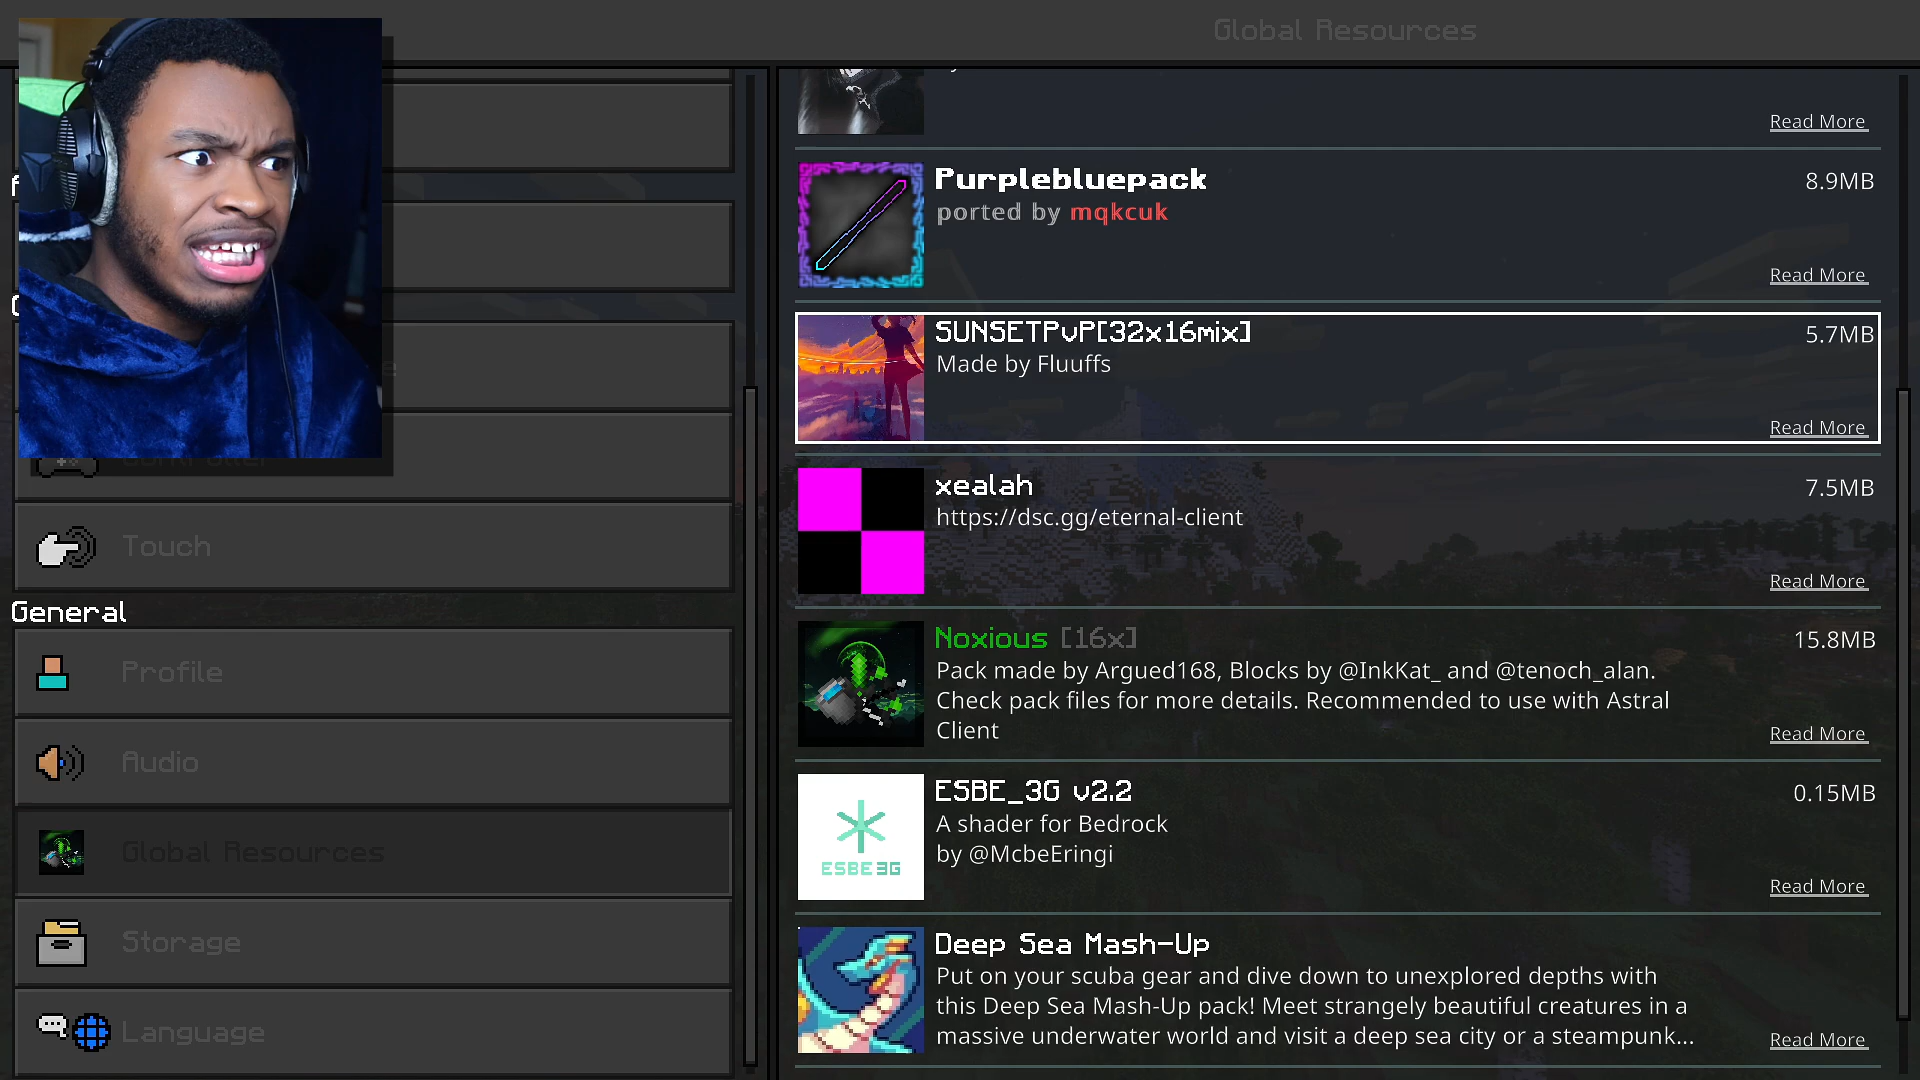 Global Resources
Read More
Purplebluepack
8.9MB
ported by mqkcuk
Read More
SUNSETPvP[32x16mix]
5.7MB
Made by Fluuffs
Read More
xealah
7.5MB
https://dsc.gg/eternal-client
Read More
Noxious [16x]
15.8MB
Pack made by Argued168, Blocks by @InkKat_ and @tenoch_alan.
Check pack files for more details. Recommended to use with Astral
Client
Read More
ESBE_3G v2.2
0.15MB
A shader for Bedrock
by @McbeEringi
ESBE 3G
Read More
Deep Sea Mash-Up
Put on your scuba gear and dive down to unexplored depths with
this Deep Sea Mash-Up pack! Meet strangely beautiful creatures in a
massive underwater world and visit a deep sea city or a steampunk...
Read More
Touch
General
Profile
Audio
Global Resources
Storage
Language